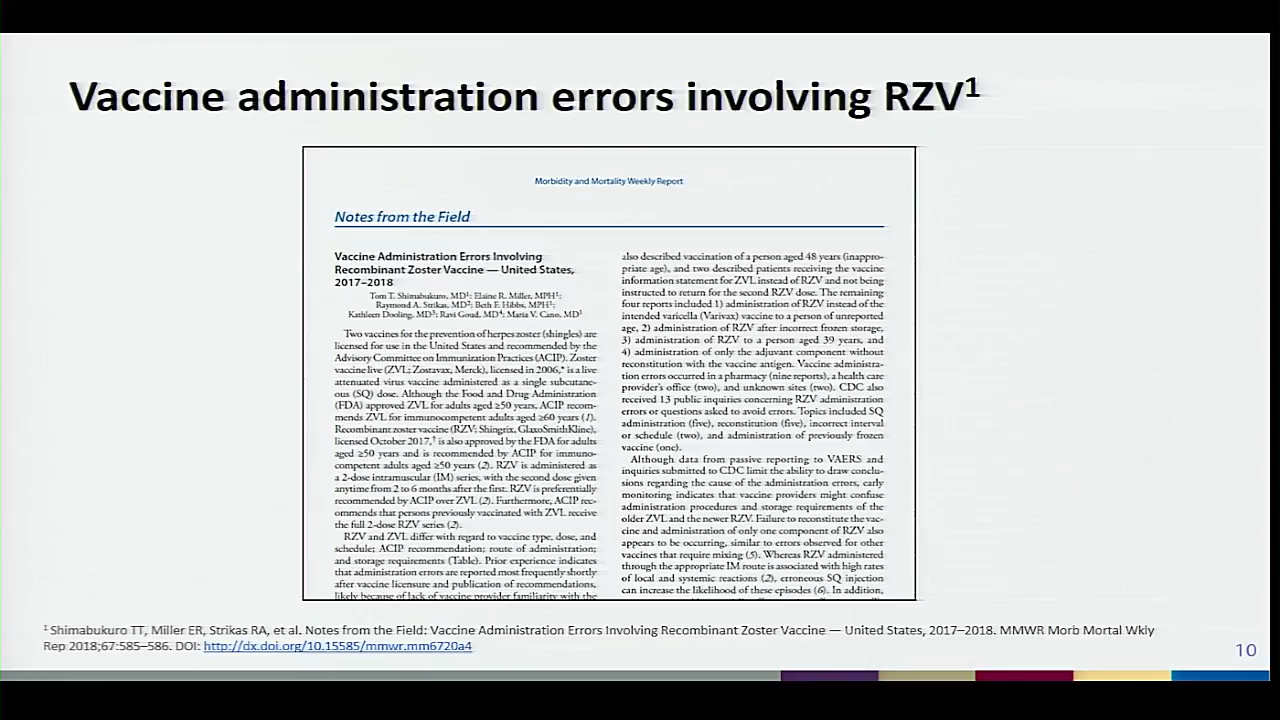 Vaccine administration errors involving RZV¹
Morbidity and Mortality Weekly Report
Notes from the Field
Vaccine Administration Errors Involving
Recombinant Zoster Vaccine — United States,
2017–2018
Tom T. Shimabukuro, MD¹; Elaine R. Miller, MPH¹;
Raymond A. Strikas, MD²; Beth F. Hibbs, MPH¹;
Kathleen Dooling, MD³; Ravi Goud, MD⁴; Maria V. Cano, MD¹
Two vaccines for the prevention of herpes zoster (shingles) are
licensed for use in the United States and recommended by the
Advisory Committee on Immunization Practices (ACIP). Zoster
vaccine live (ZVL; Zostavax, Merck), licensed in 2006,* is a live
attenuated virus vaccine administered as a single subcutane-
ous (SQ) dose. Although the Food and Drug Administration
(FDA) approved ZVL for adults aged ≥50 years, ACIP recom-
mends ZVL for immunocompetent adults aged ≥60 years (1).
Recombinant zoster vaccine (RZV; Shingrix, GlaxoSmithKline),
licensed October 2017,† is also approved by the FDA for adults
aged ≥50 years and is recommended by ACIP for immuno-
competent adults aged ≥50 years (2). RZV is administered as
a 2-dose intramuscular (IM) series, with the second dose given
anytime from 2 to 6 months after the first. RZV is preferentially
recommended by ACIP over ZVL (2). Furthermore, ACIP rec-
ommends that persons previously vaccinated with ZVL receive
the full 2-dose RZV series (2).
RZV and ZVL differ with regard to vaccine type, dose, and
schedule; ACIP recommendation; route of administration;
and storage requirements (Table). Prior experience indicates
that administration errors are reported most frequently shortly
after vaccine licensure and publication of recommendations,
likely because of lack of vaccine provider familiarity with the
also described vaccination of a person aged 48 years (inappro-
priate age), and two described patients receiving the vaccine
information statement for ZVL instead of RZV and not being
instructed to return for the second RZV dose. The remaining
four reports included 1) administration of RZV instead of the
intended varicella (Varivax) vaccine to a person of unreported
age, 2) administration of RZV after incorrect frozen storage,
3) administration of RZV to a person aged 39 years, and
4) administration of only the adjuvant component without
reconstitution with the vaccine antigen. Vaccine administra-
tion errors occurred in a pharmacy (nine reports), a health care
provider's office (two), and unknown sites (two). CDC also
received 13 public inquiries concerning RZV administration
errors or questions asked to avoid errors. Topics included SQ
administration (five), reconstitution (five), incorrect interval
or schedule (two), and administration of previously frozen
vaccine (one).
Although data from passive reporting to VAERS and
inquiries submitted to CDC limit the ability to draw conclu-
sions regarding the cause of the administration errors, early
monitoring indicates that vaccine providers might confuse
administration procedures and storage requirements of the
older ZVL and the newer RZV. Failure to reconstitute the vac-
cine and administration of only one component of RZV also
appears to be occurring, similar to errors observed for other
vaccines that require mixing (5). Whereas RZV administered
through the appropriate IM route is associated with high rates
of local and systemic reactions (2), erroneous SQ injection
can increase the likelihood of these episodes (6). In addition,
¹ Shimabukuro TT, Miller ER, Strikas RA, et al. Notes from the Field: Vaccine Administration Errors Involving Recombinant Zoster Vaccine — United States, 2017–2018. MMWR Morb Mortal Wkly
Rep 2018;67:585–586. DOI: http://dx.doi.org/10.15585/mmwr.mm6720a4
10